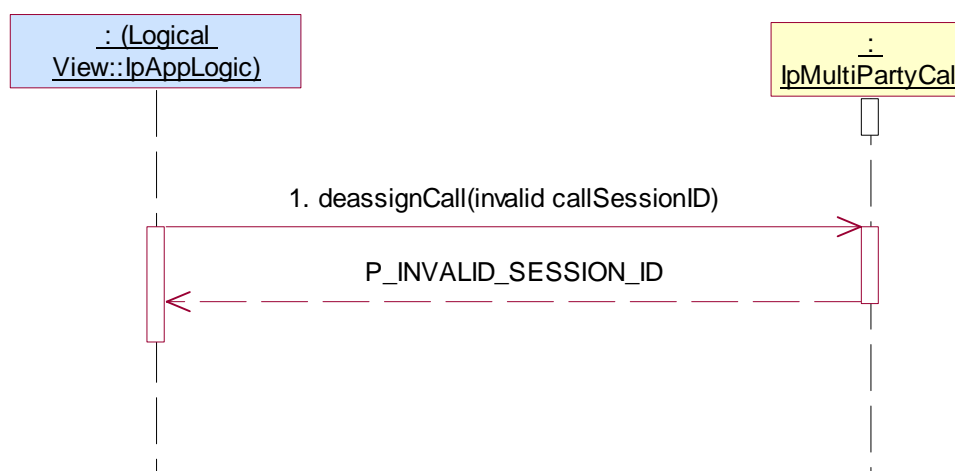 : (Logical
View::IpAppLogic)
:
IpMultiPartyCal
1. deassignCall(invalid callSessionID)
P_INVALID_SESSION_ID